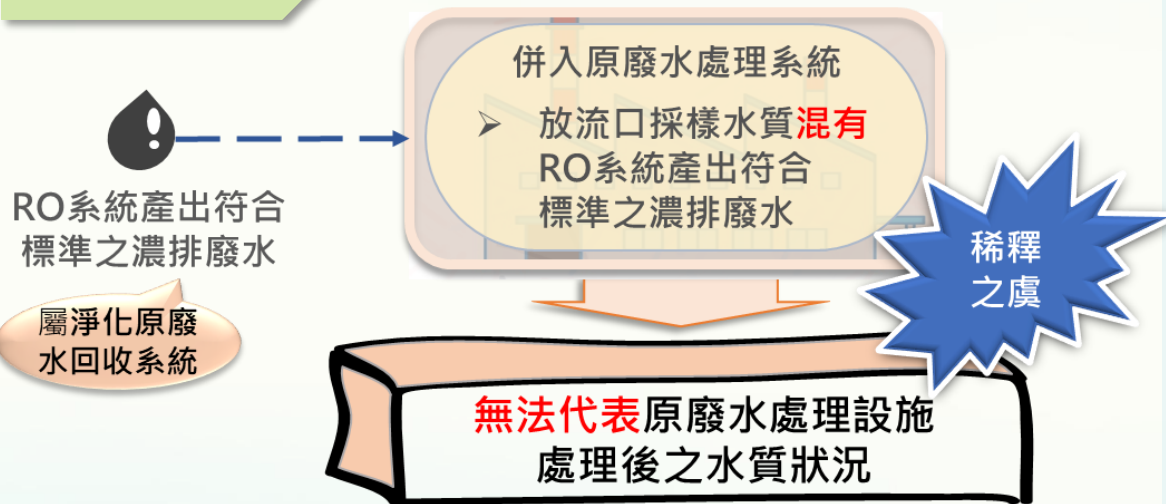 併入原廢水處理系統
➢ 放流口採樣水質混有
RO系統產出符合
標準之濃排廢水
RO系統產出符合
標準之濃排廢水
屬淨化原廢
水回收系統
稀釋
之虞
無法代表原廢水處理設施
處理後之水質狀況